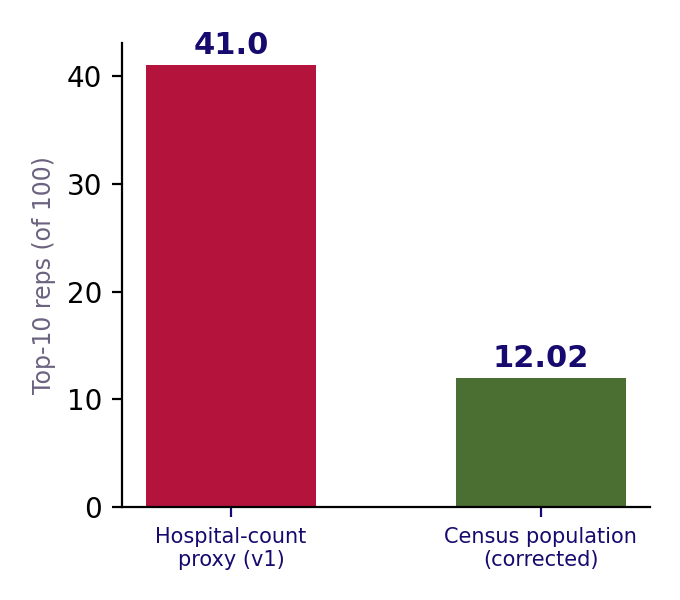 Top-10 reps (of 100)
40
30
20
10
0
41.0
12.02
Hospital-count
proxy (v1)
Census population
(corrected)